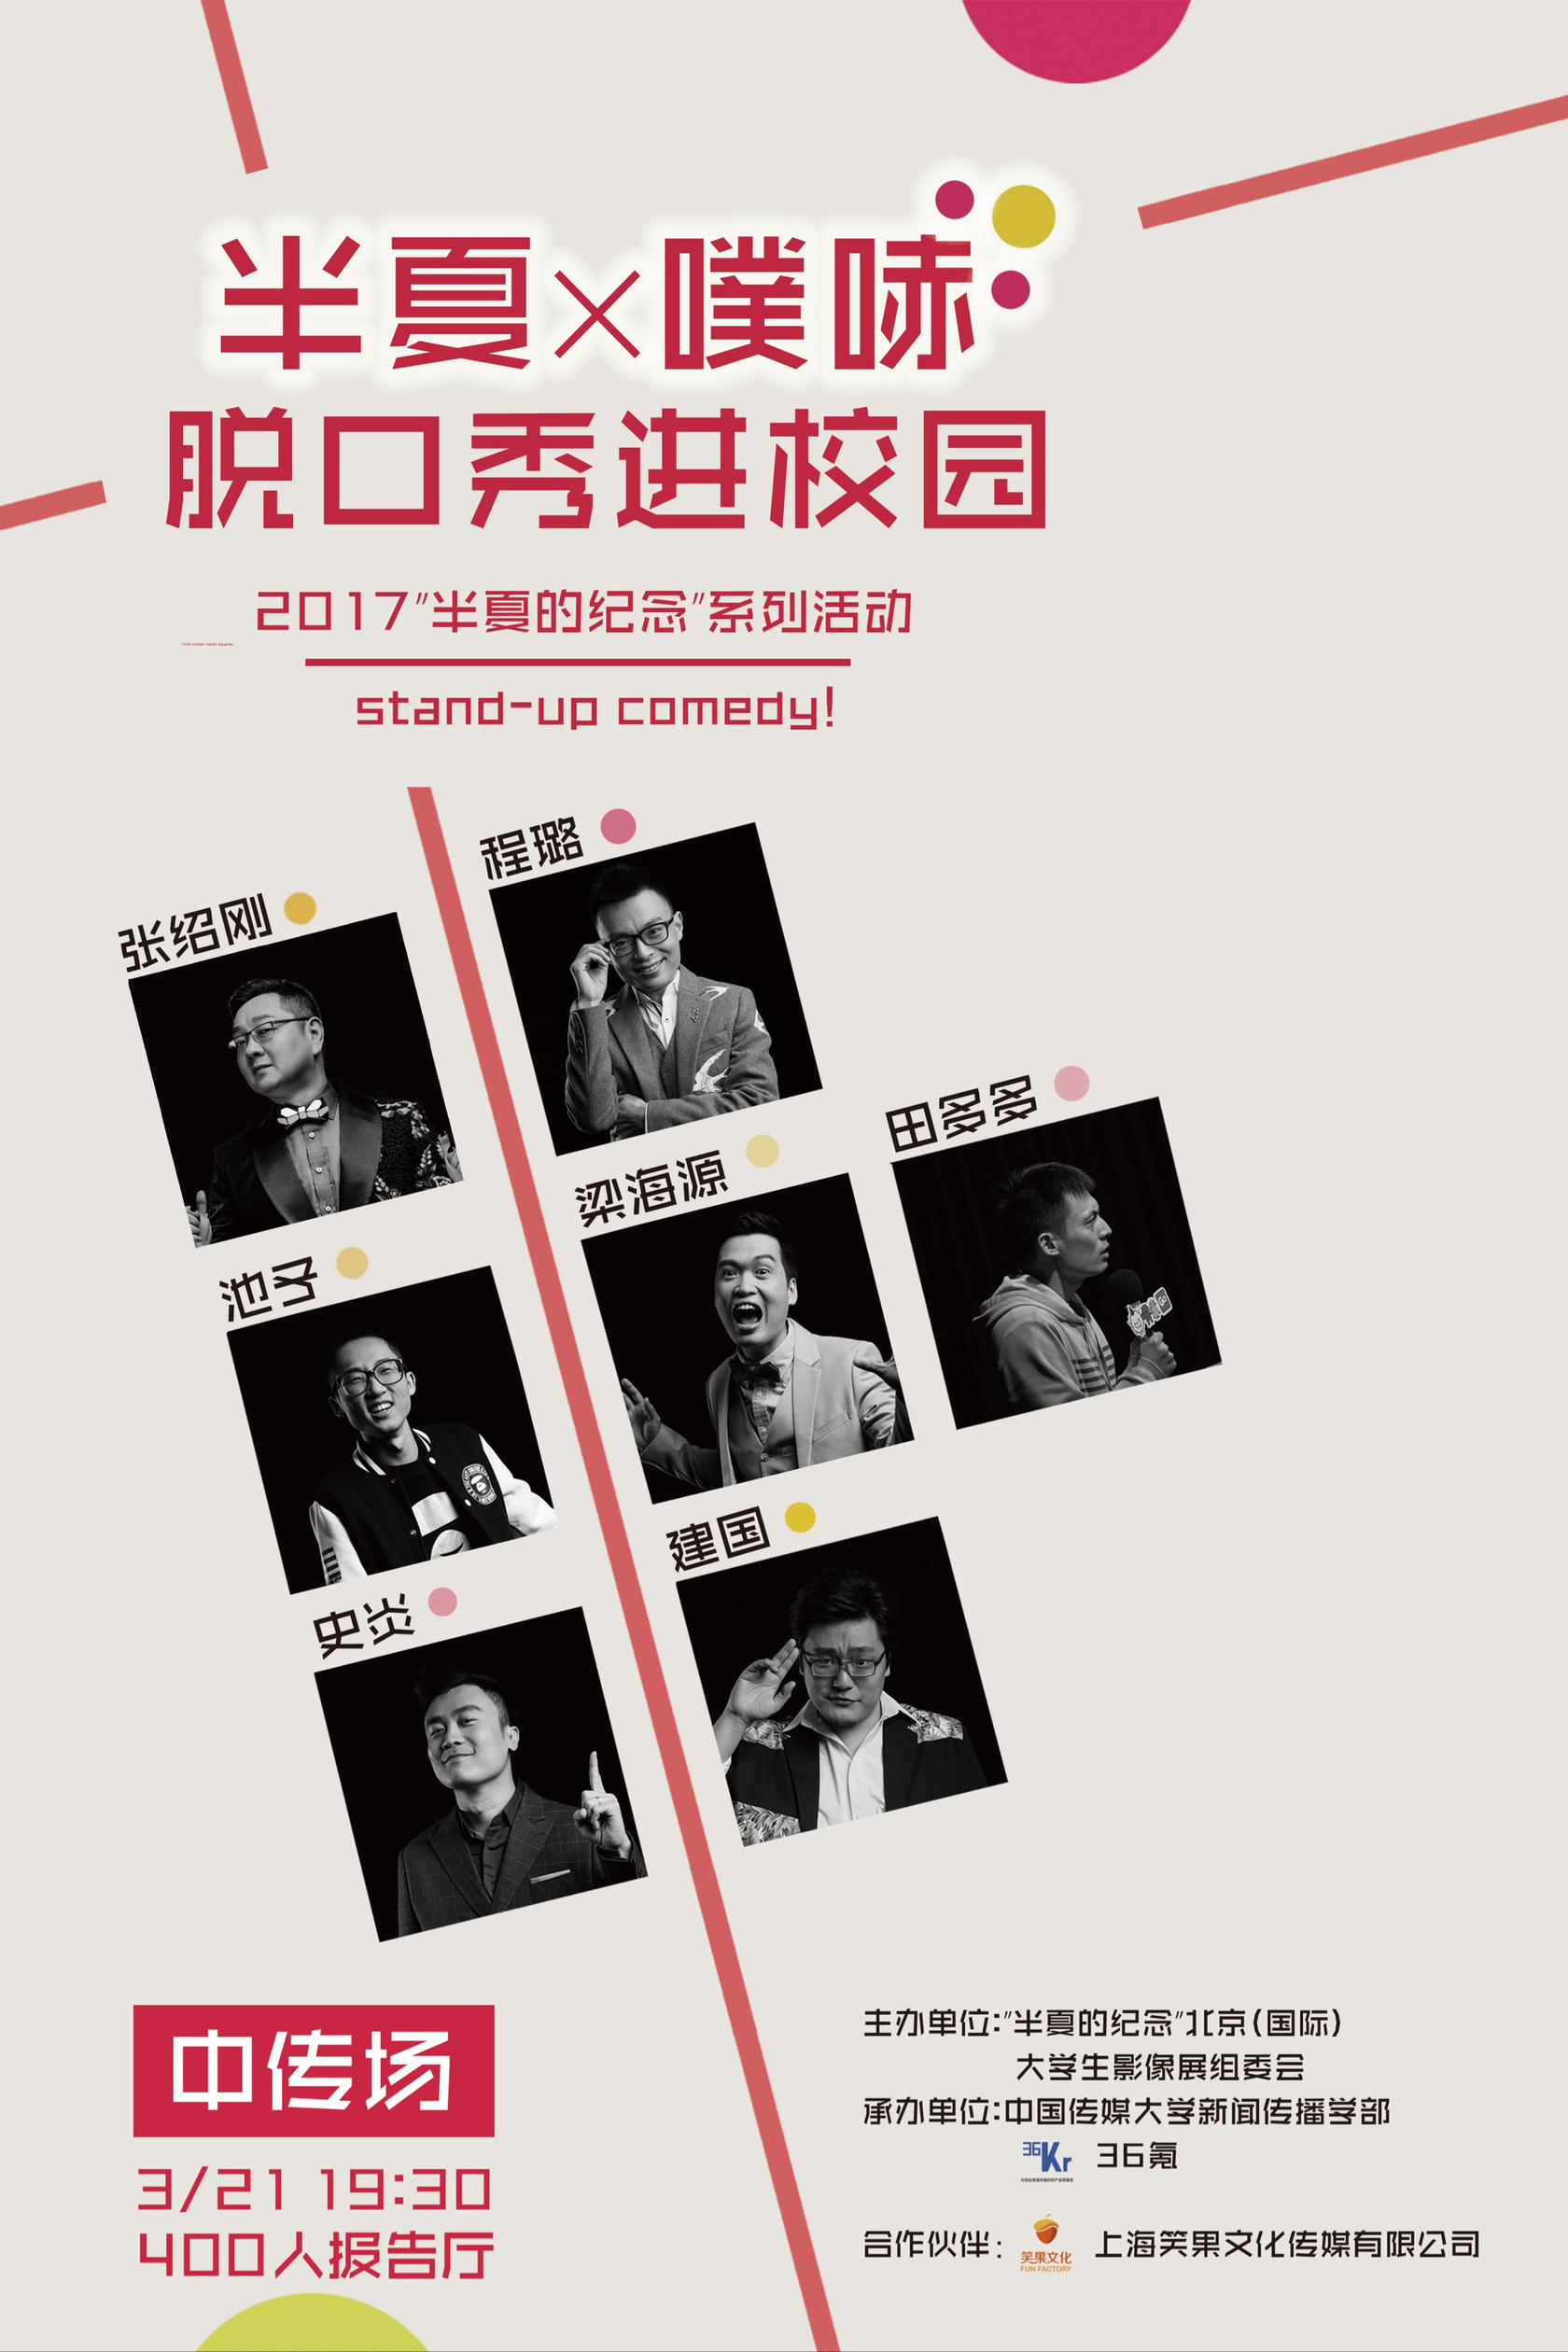 半夏×噗哧
脱口秀进校园
2017"半夏的纪念"系列活动
stand-up comedy!
程璐
张绍刚
田多多
梁海源
池子
建国
史炎
中传场
3/21 19:30
400人报告厅
主办单位:"半夏的纪念"北京(国际)
大学生影像展组委会
承办单位:中国传媒大学新闻传播学部
36Kr 36氪
合作伙伴: 笑果文化 上海笑果文化传媒有限公司
FUN FACTORY